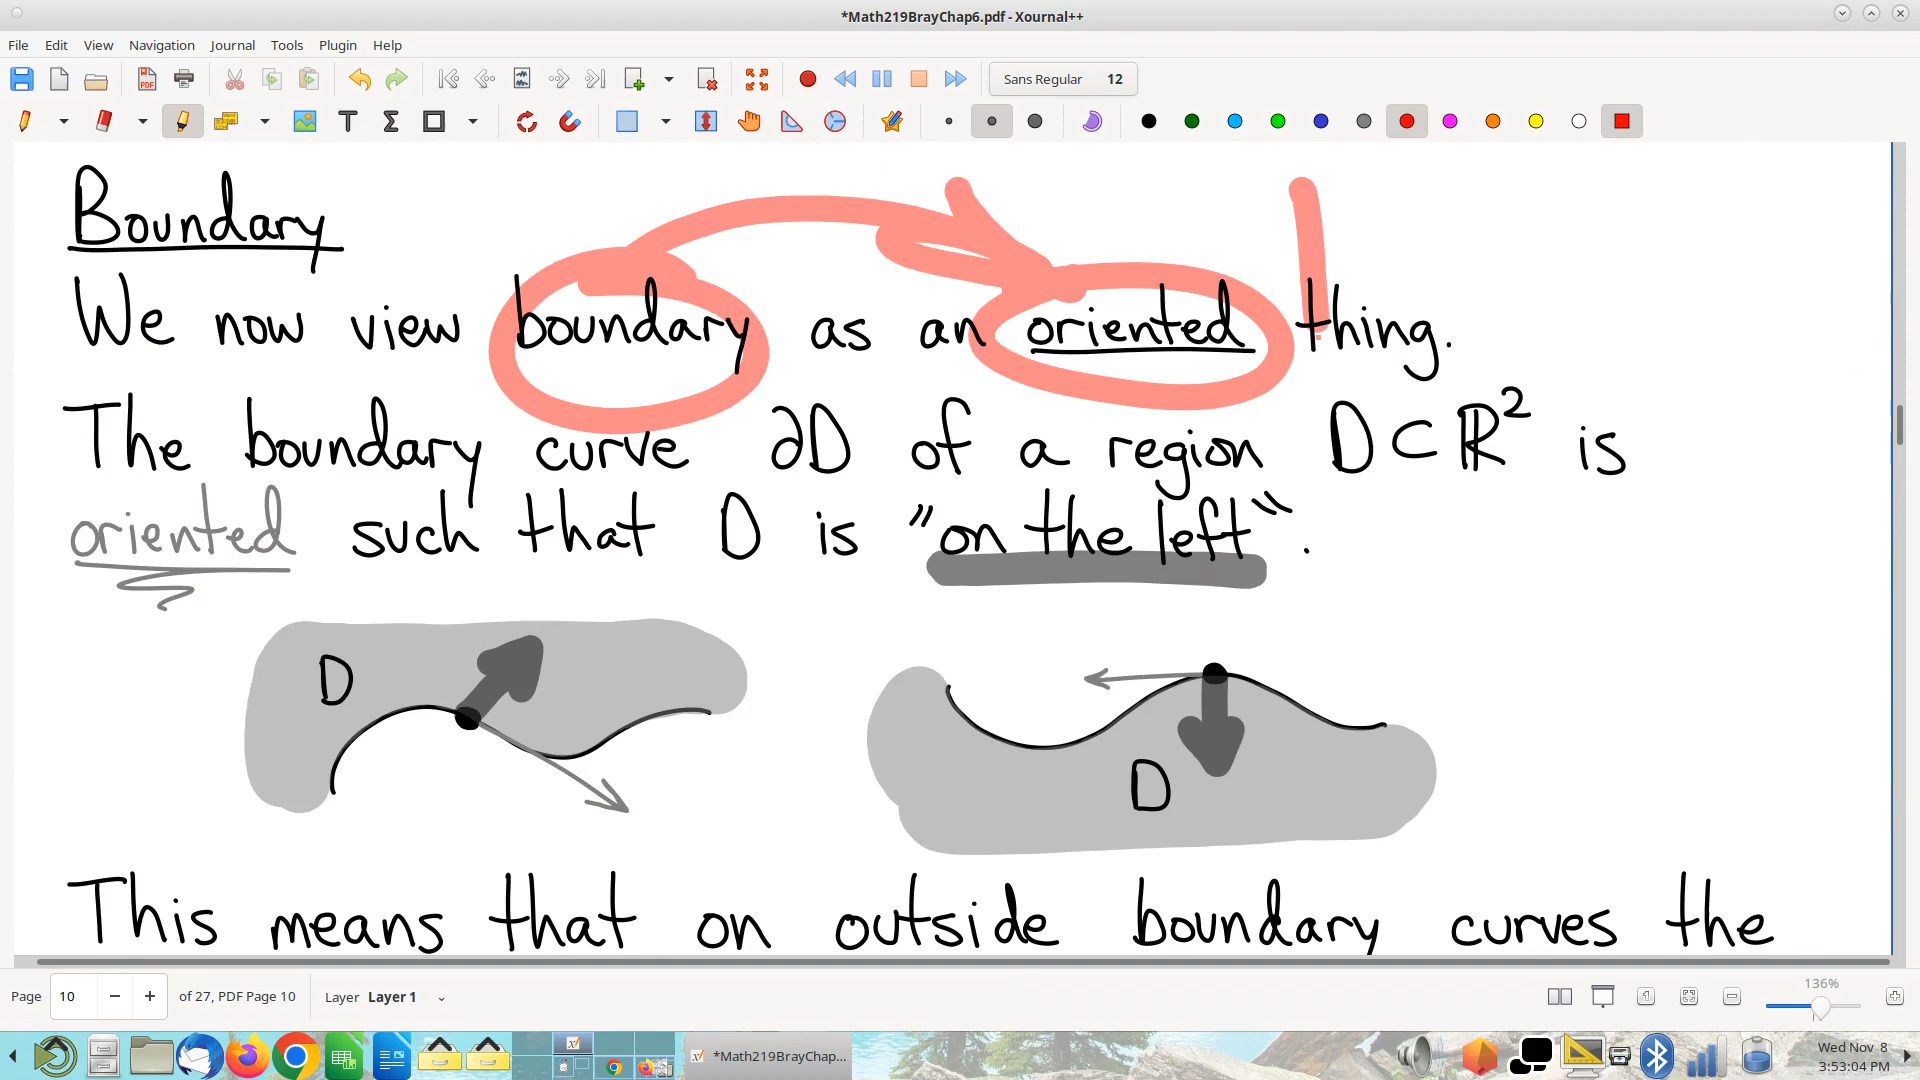 *Math219BrayChap6.pdf - Xournal++
File Edit View Navigation Journal Tools Plugin Help
Sans Regular 12
Boundary
We now view boundary as an oriented thing.
The boundary curve ∂D of a region D ⊂ ℝ² is
oriented such that D is "on the left".
D
D
This means that on outside boundary curves the
Page 10 of 27, PDF Page 10 Layer Layer 1
136%
*Math219BrayChap...
Wed Nov 8
3:53:04 PM